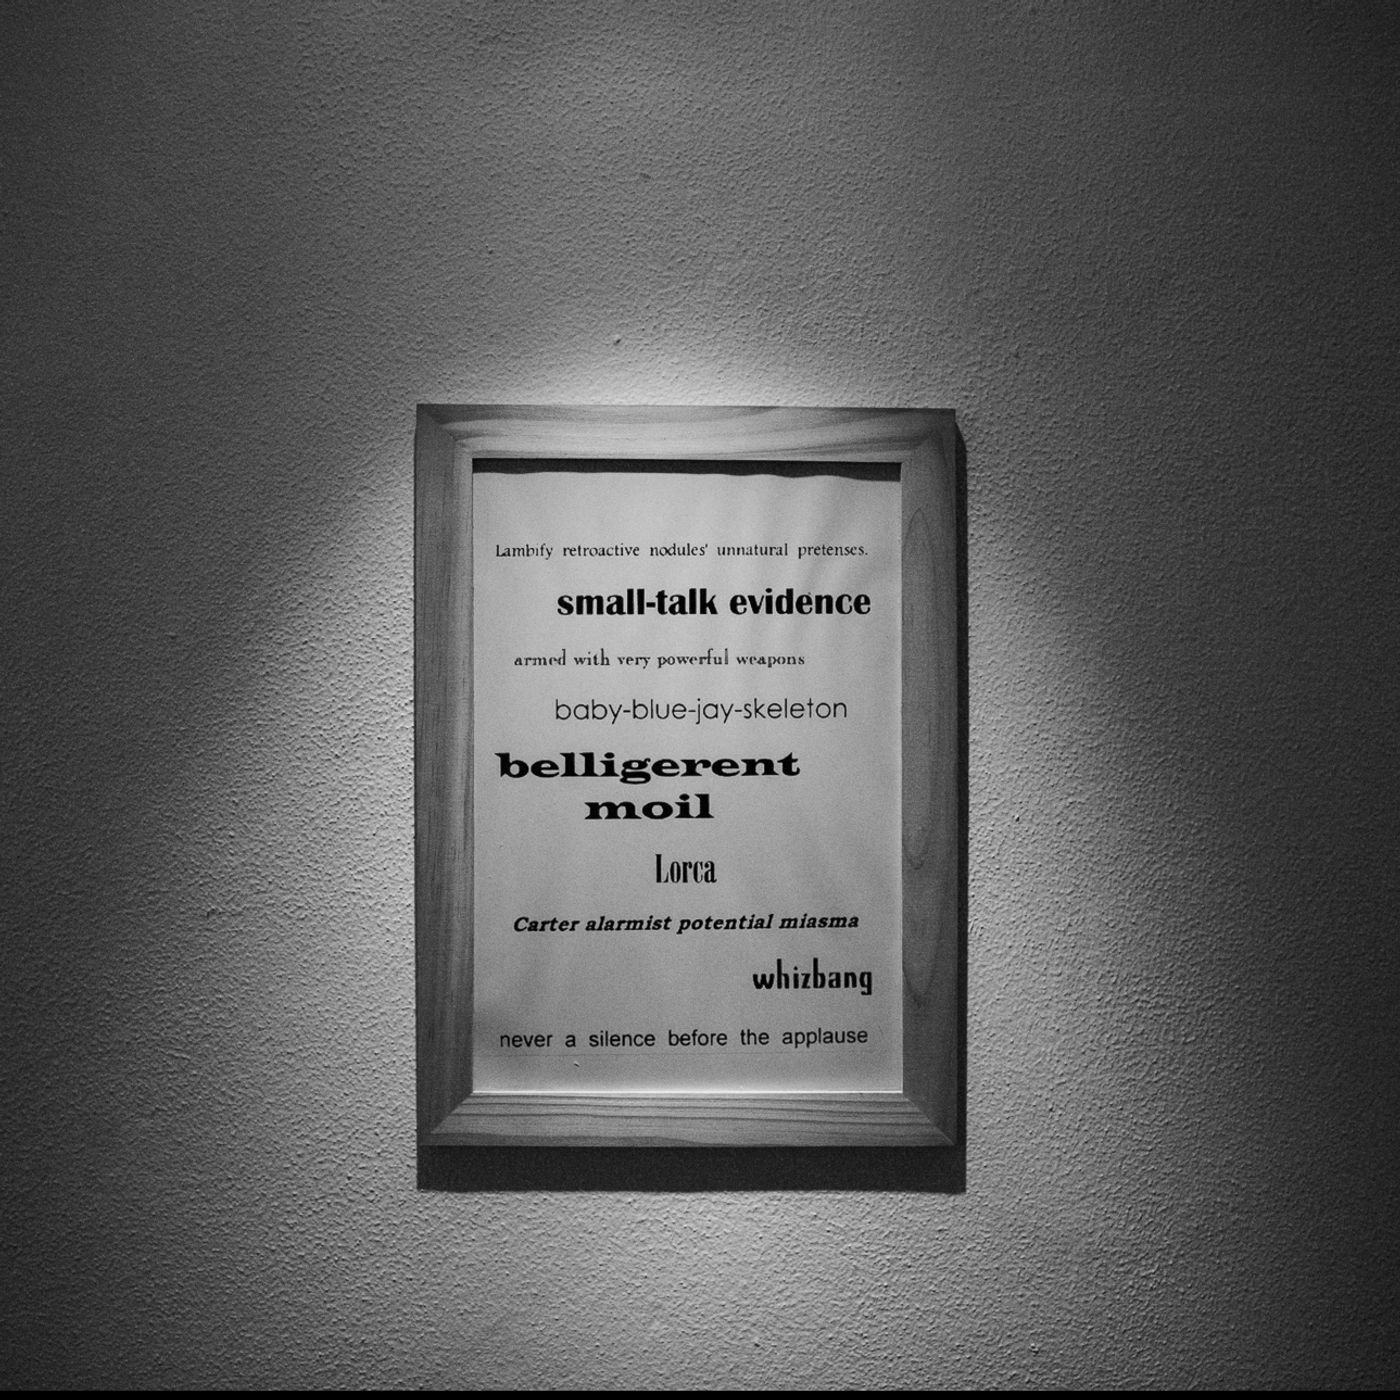 Lambify retroactive nodules' unnatural pretenses.
small-talk evidence
armed with very powerful weapons
baby-blue-jay-skeleton
belligerent
moil
Lorca
Carter alarmist potential miasma
whizbang
never a silence before the applause